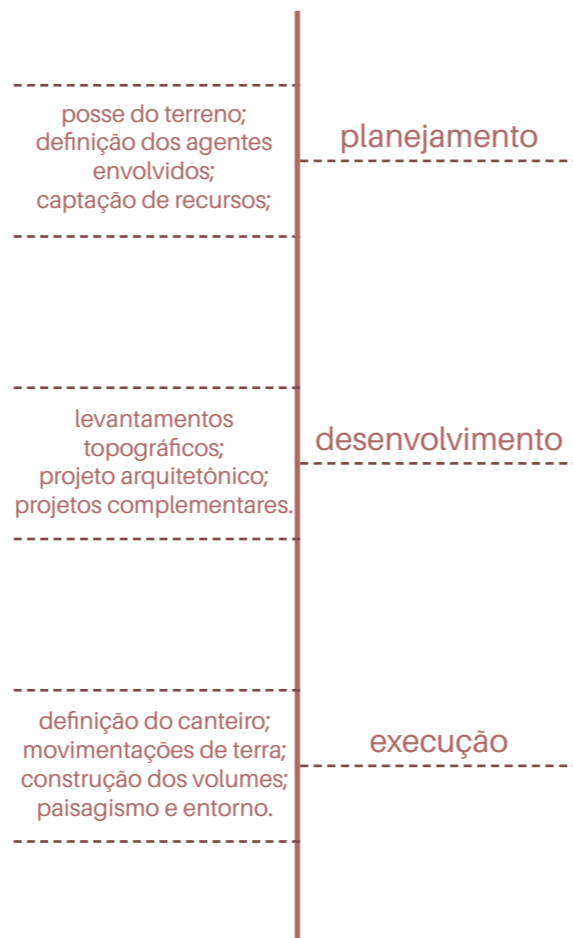 posse do terreno;
definição dos agentes
envolvidos;
captação de recursos;
planejamento
levantamentos
topográficos;
projeto arquitetônico;
projetos complementares.
desenvolvimento
definição do canteiro;
movimentações de terra;
construção dos volumes;
paisagismo e entorno.
execução